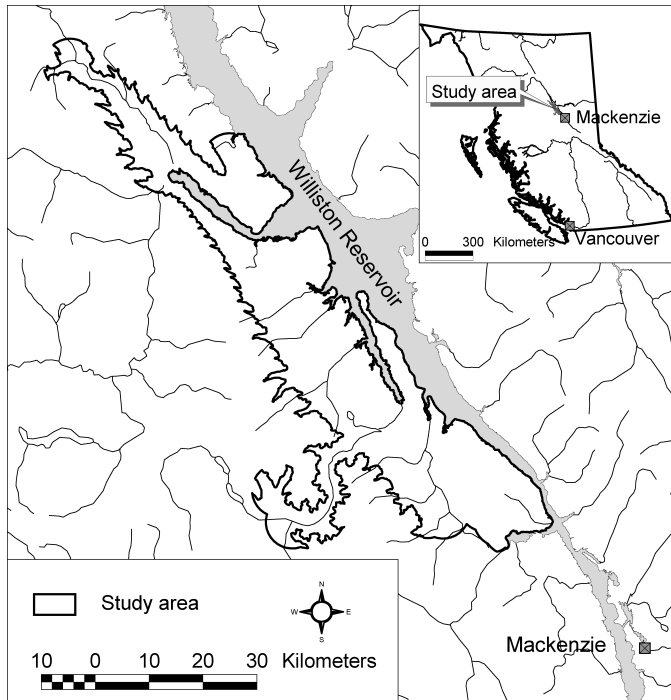 Study area
Mackenzie
Vancouver
0 300 Kilometers
Williston Reservoir
Study area
N
W E
S
10 0 10 20 30 Kilometers
Mackenzie